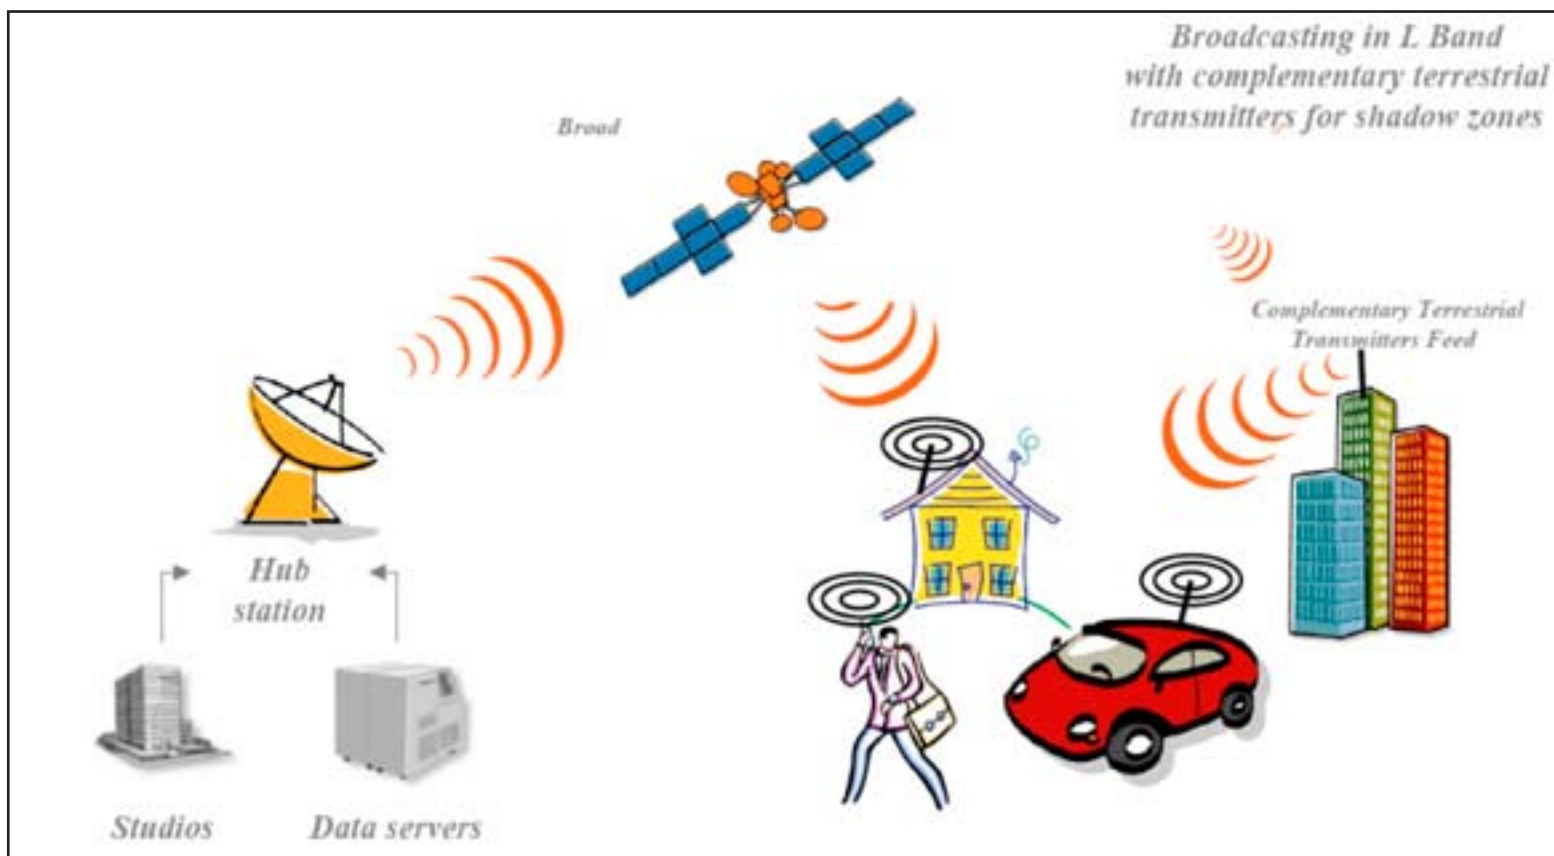 Broadcasting in L Band
with complementary terrestrial
transmitters for shadow zones
Broad
Complementary Terrestrial
Transmitters Feed
Hub
station
Studios
Data servers